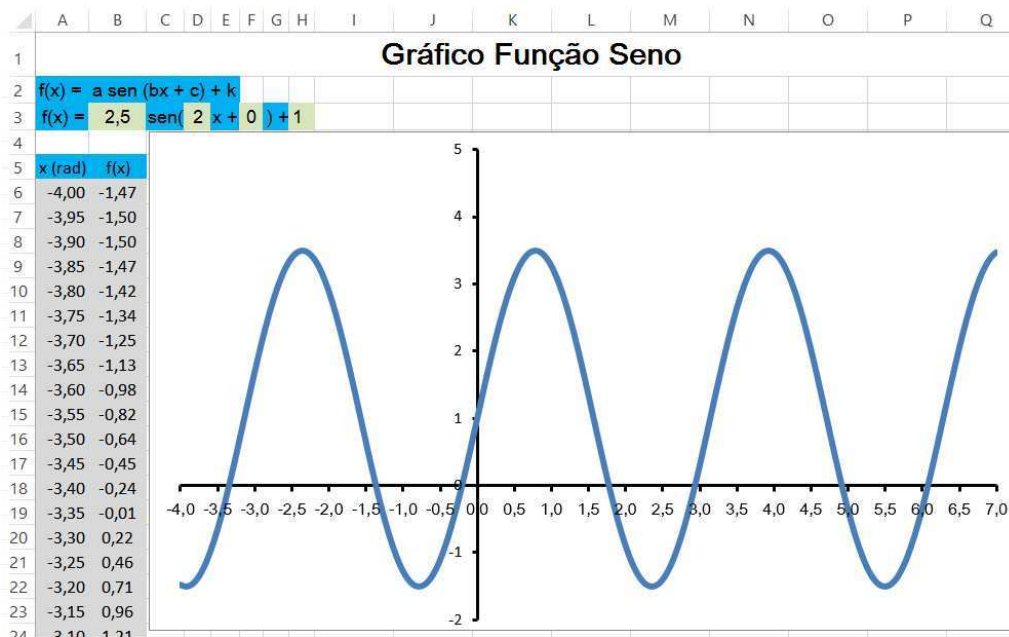 A B C D E F G H I J K L M N O P Q
1 Gráfico Função Seno
2 f(x) = a sen (bx + c) + k
3 f(x) = 2,5 sen( 2 x + 0 ) + 1
4
5 x (rad) f(x)
6 -4,00 -1,47
7 -3,95 -1,50
8 -3,90 -1,50
9 -3,85 -1,47
10 -3,80 -1,42
11 -3,75 -1,34
12 -3,70 -1,25
13 -3,65 -1,13
14 -3,60 -0,98
15 -3,55 -0,82
16 -3,50 -0,64
17 -3,45 -0,45
18 -3,40 -0,24
19 -3,35 -0,01
20 -3,30 0,22
21 -3,25 0,46
22 -3,20 0,71
23 -3,15 0,96
24 -3,10 1,21
5
4
3
2
1
0
-1
-2
-4,0 -3,5 -3,0 -2,5 -2,0 -1,5 -1,0 -0,5 0,0 0,5 1,0 1,5 2,0 2,5 3,0 3,5 4,0 4,5 5,0 5,5 6,0 6,5 7,0